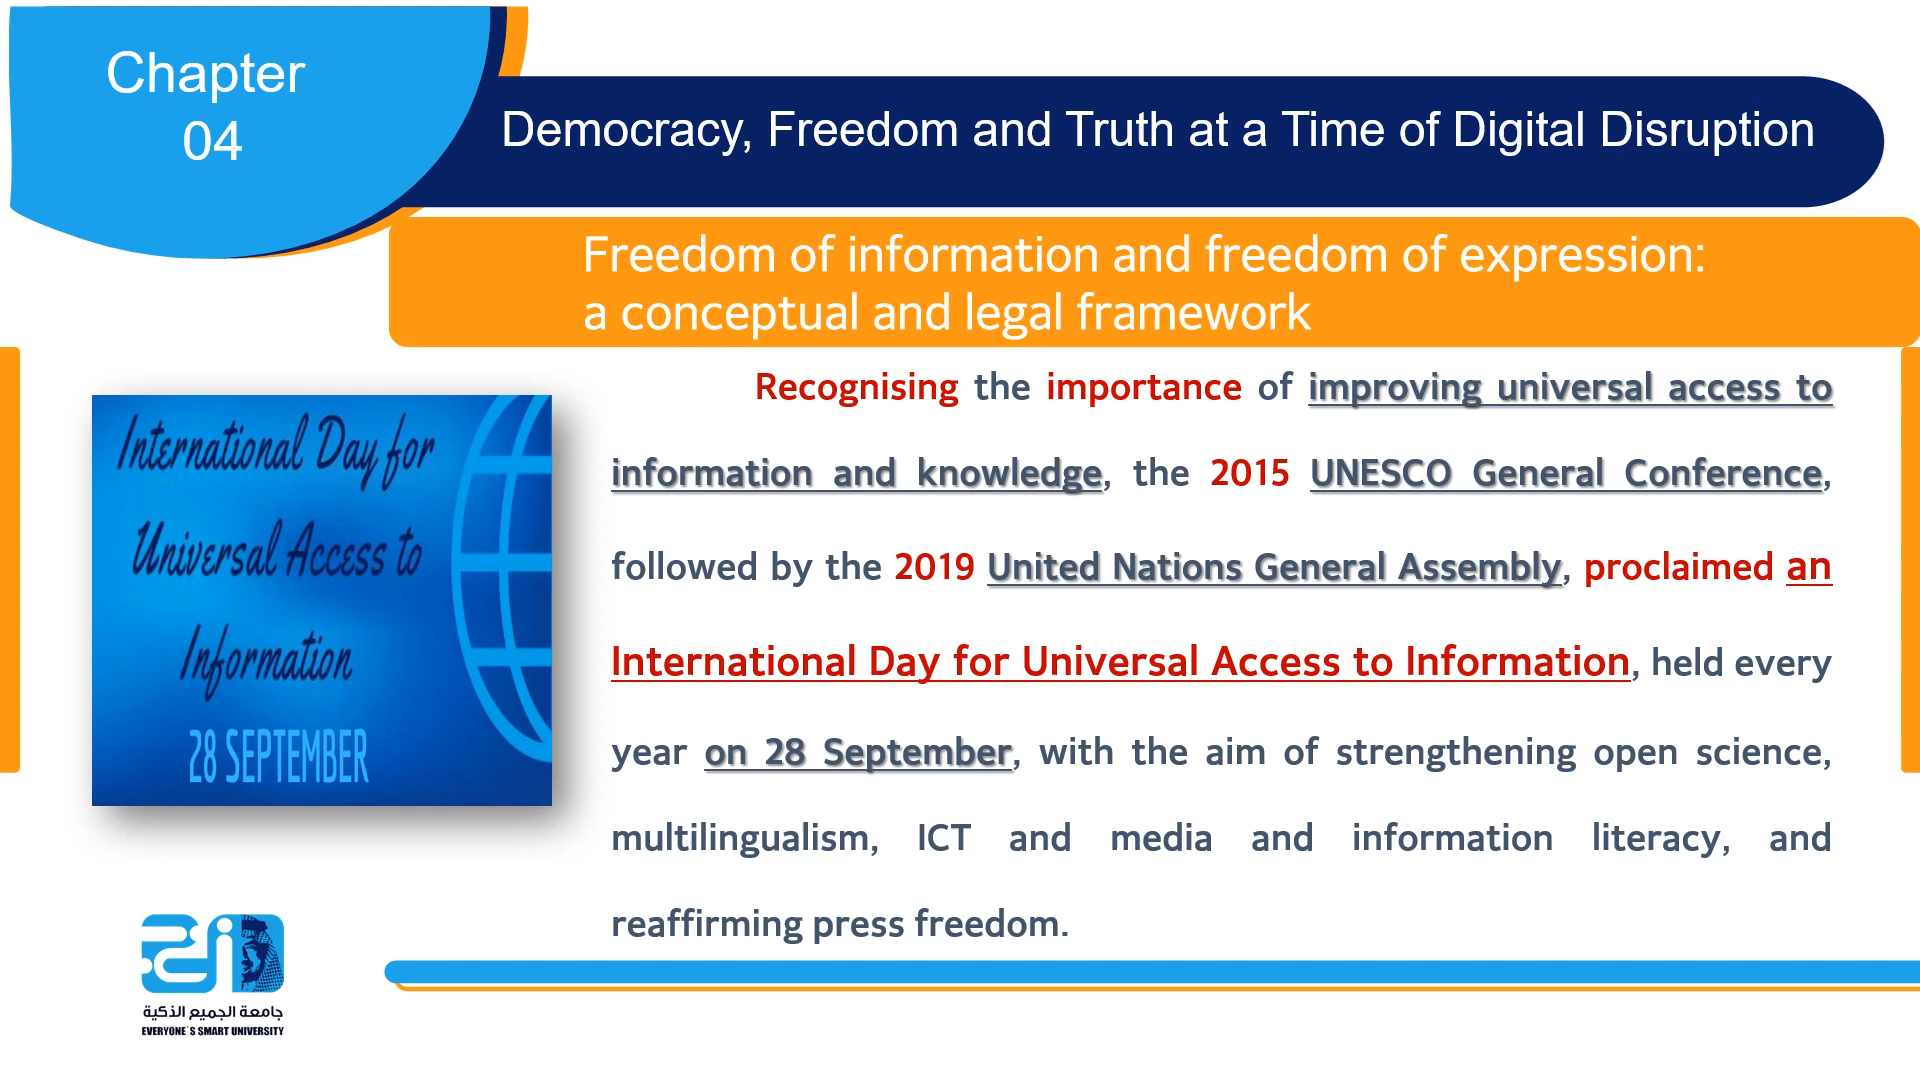 Chapter
04
Democracy, Freedom and Truth at a Time of Digital Disruption
Freedom of information and freedom of expression:
a conceptual and legal framework
International Day for
Universal Access to
Information
28 SEPTEMBER
Recognising the importance of improving universal access to
information and knowledge, the 2015 UNESCO General Conference,
followed by the 2019 United Nations General Assembly, proclaimed an
International Day for Universal Access to Information, held every
year on 28 September, with the aim of strengthening open science,
multilingualism, ICT and media and information literacy, and
reaffirming press freedom.
جامعة الجميع الذكية
EVERYONE`S SMART UNIVERSITY